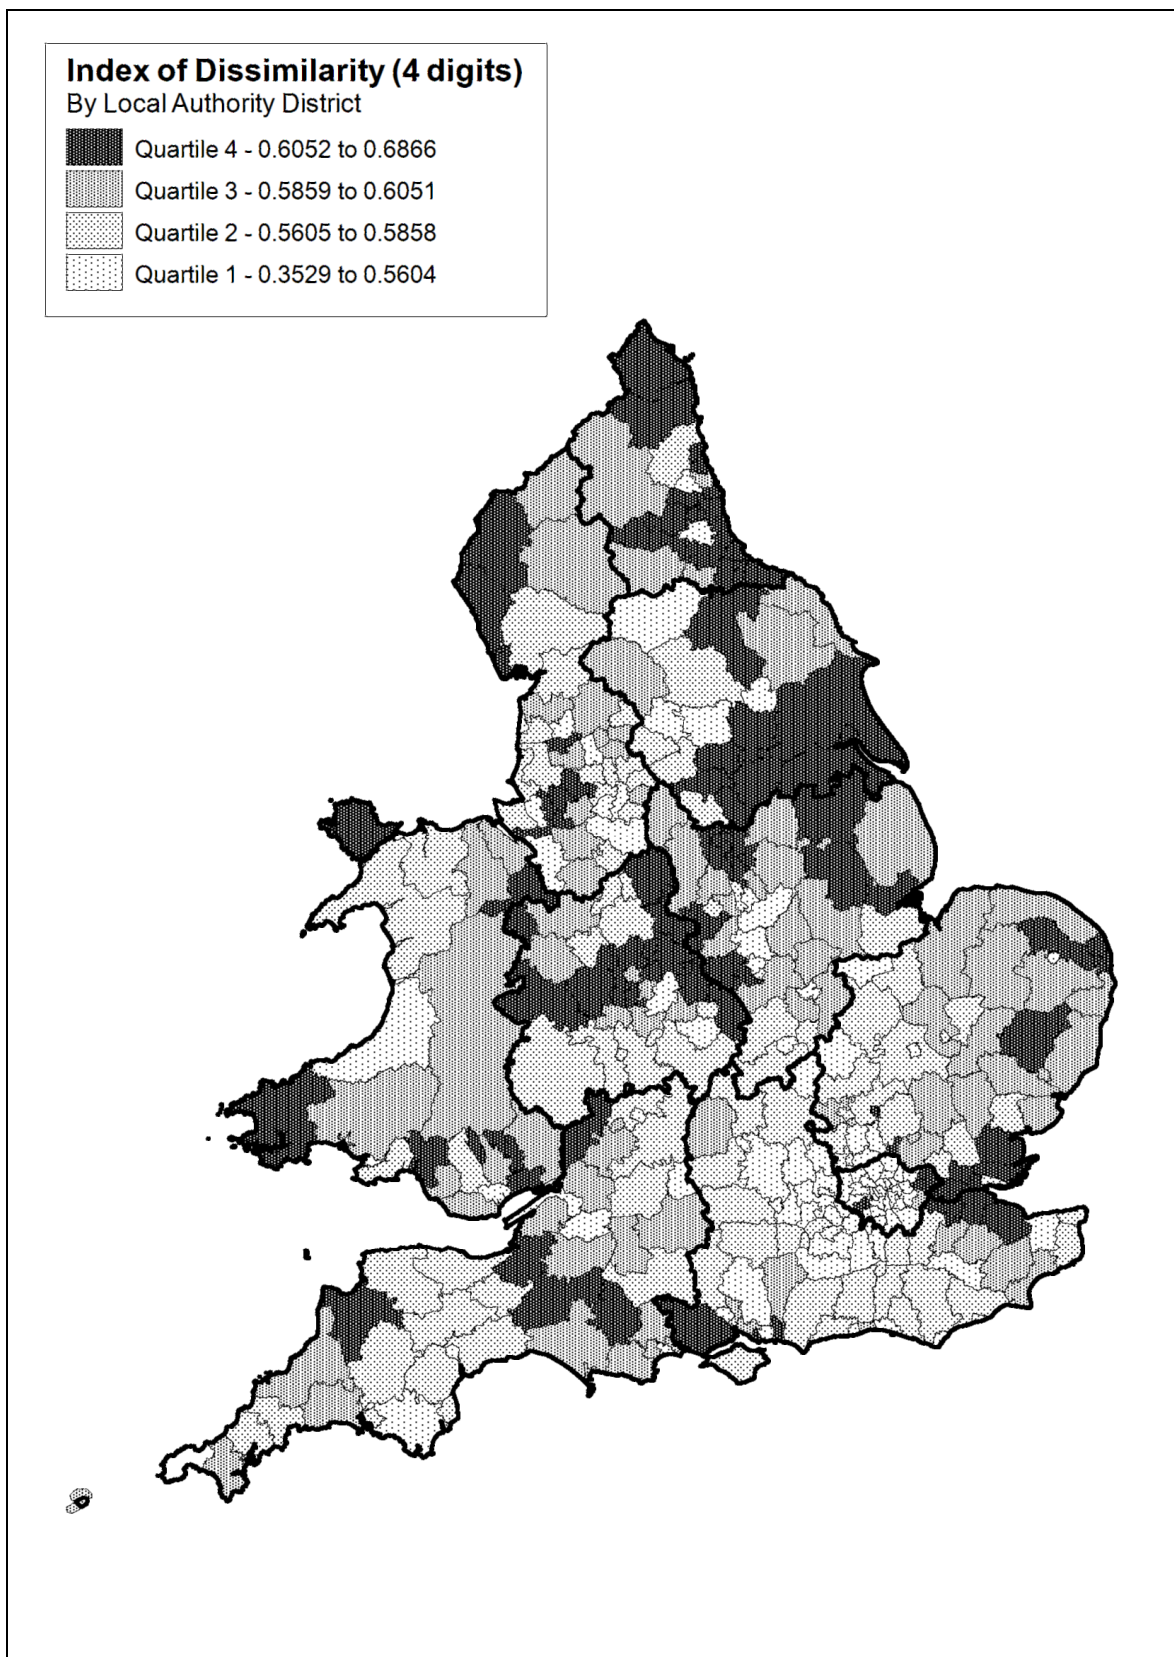 Index of Dissimilarity (4 digits)
By Local Authority District
Quartile 4 - 0.6052 to 0.6866
Quartile 3 - 0.5859 to 0.6051
Quartile 2 - 0.5605 to 0.5858
Quartile 1 - 0.3529 to 0.5604